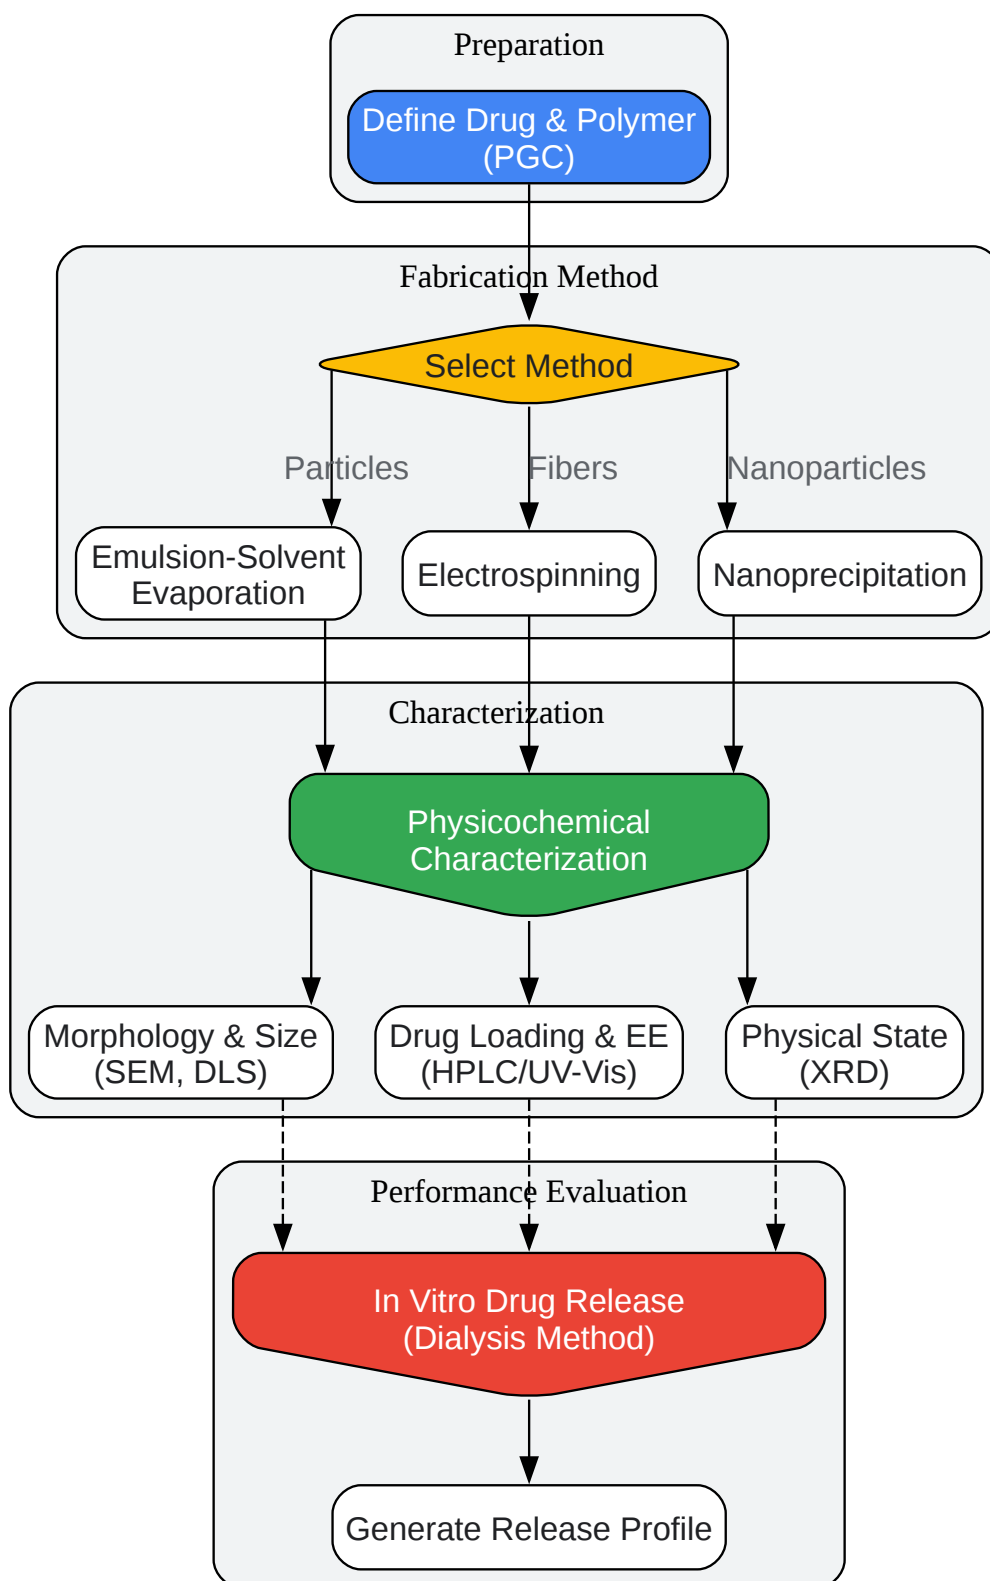 Preparation
Define Drug & Polymer
(PGC)
Fabrication Method
Select Method
Particles
Fibers
Nanoparticles
Emulsion-Solvent
Evaporation
Electrospinning
Nanoprecipitation
Characterization
Physicochemical
Characterization
Morphology & Size
(SEM, DLS)
Drug Loading & EE
(HPLC/UV-Vis)
Physical State
(XRD)
Performance Evaluation
In Vitro Drug Release
(Dialysis Method)
Generate Release Profile